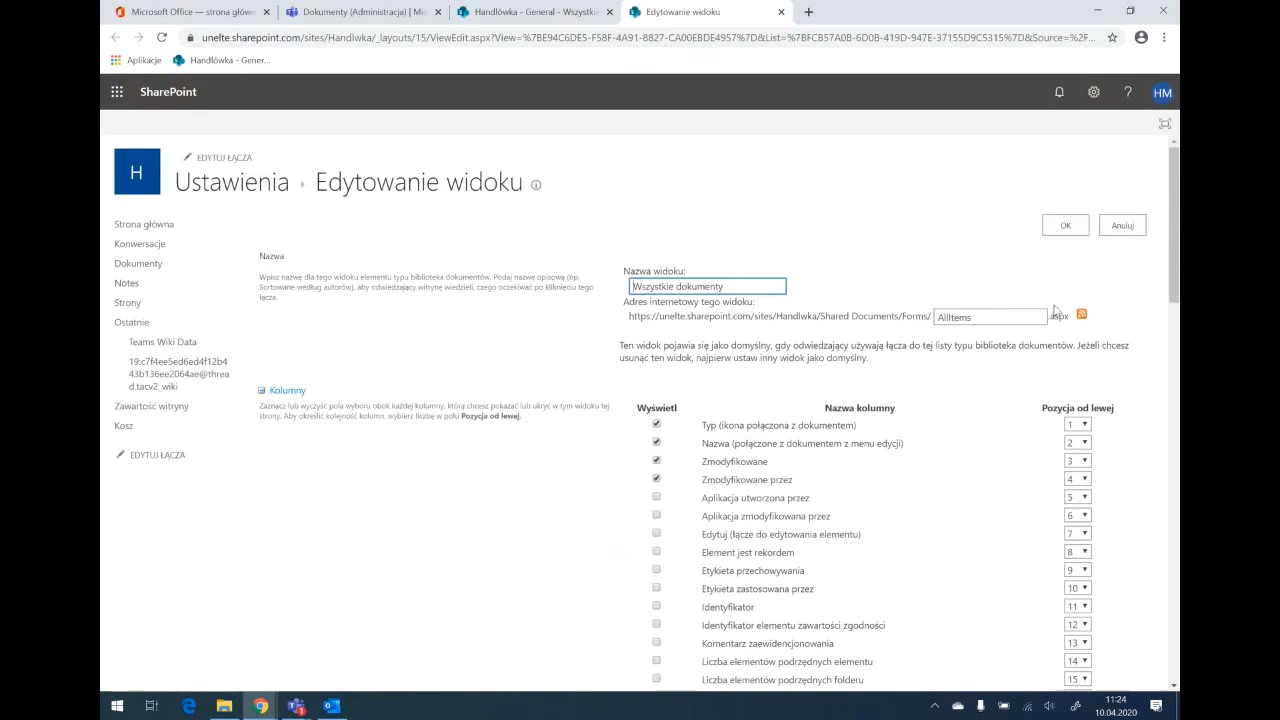 Microsoft Office — strona główn
Dokumenty (Administracja) | Mic
Handlówka - General - Wszystkie
Edytowanie widoku
unelte.sharepoint.com/sites/Handlwka/_layouts/15/ViewEdit.aspx?View=%7BE94C6DE5-F58F-4A91-8827-CA00EBDE4957%7D&List=%7BFC557A0B-6D0B-419D-947E-37155D9C5315%7D&Source=%2F...
Aplikacje
Handlówka - Gener...
SharePoint
?
HM
H
EDYTUJ ŁĄCZA
Ustawienia › Edytowanie widoku
Strona główna
Konwersacje
Dokumenty
Notes
Strony
Ostatnie
Teams Wiki Data
19:c7f4ee5ed6ed4f12b4
43b136ee2064ae@threa
d.tacv2_wiki
Zawartość witryny
Kosz
EDYTUJ ŁĄCZA
OK
Anuluj
Nazwa
Wpisz nazwę dla tego widoku elementu typu biblioteka dokumentów. Podaj nazwę opisową (np.
Sortowane według autorów), aby odwiedzający witrynę wiedzieli, czego oczekiwać po kliknięciu tego
łącza.
Nazwa widoku:
Wszystkie dokumenty
Adres internetowy tego widoku:
https://unelte.sharepoint.com/sites/Handlwka/Shared Documents/Forms/ AllItems .aspx
Ten widok pojawia się jako domyślny, gdy odwiedzający używają łącza do tej listy typu biblioteka dokumentów. Jeżeli chcesz
usunąć ten widok, najpierw ustaw inny widok jako domyślny.
Kolumny
Zaznacz lub wyczyść pola wyboru obok każdej kolumny, którą chcesz pokazać lub ukryć w tym widoku tej
strony. Aby określić kolejność kolumn, wybierz liczbę w polu Pozycja od lewej.
Wyświetl Nazwa kolumny Pozycja od lewej
Typ (ikona połączona z dokumentem) 1
Nazwa (połączone z dokumentem z menu edycji) 2
Zmodyfikowane 3
Zmodyfikowane przez 4
Aplikacja utworzona przez 5
Aplikacja zmodyfikowana przez 6
Edytuj (łącze do edytowania elementu) 7
Element jest rekordem 8
Etykieta przechowywania 9
Etykieta zastosowana przez 10
Identyfikator 11
Identyfikator elementu zawartości zgodności 12
Komentarz zaewidencjonowania 13
Liczba elementów podrzędnych elementu 14
Liczba elementów podrzędnych folderu 15
11:24
10.04.2020